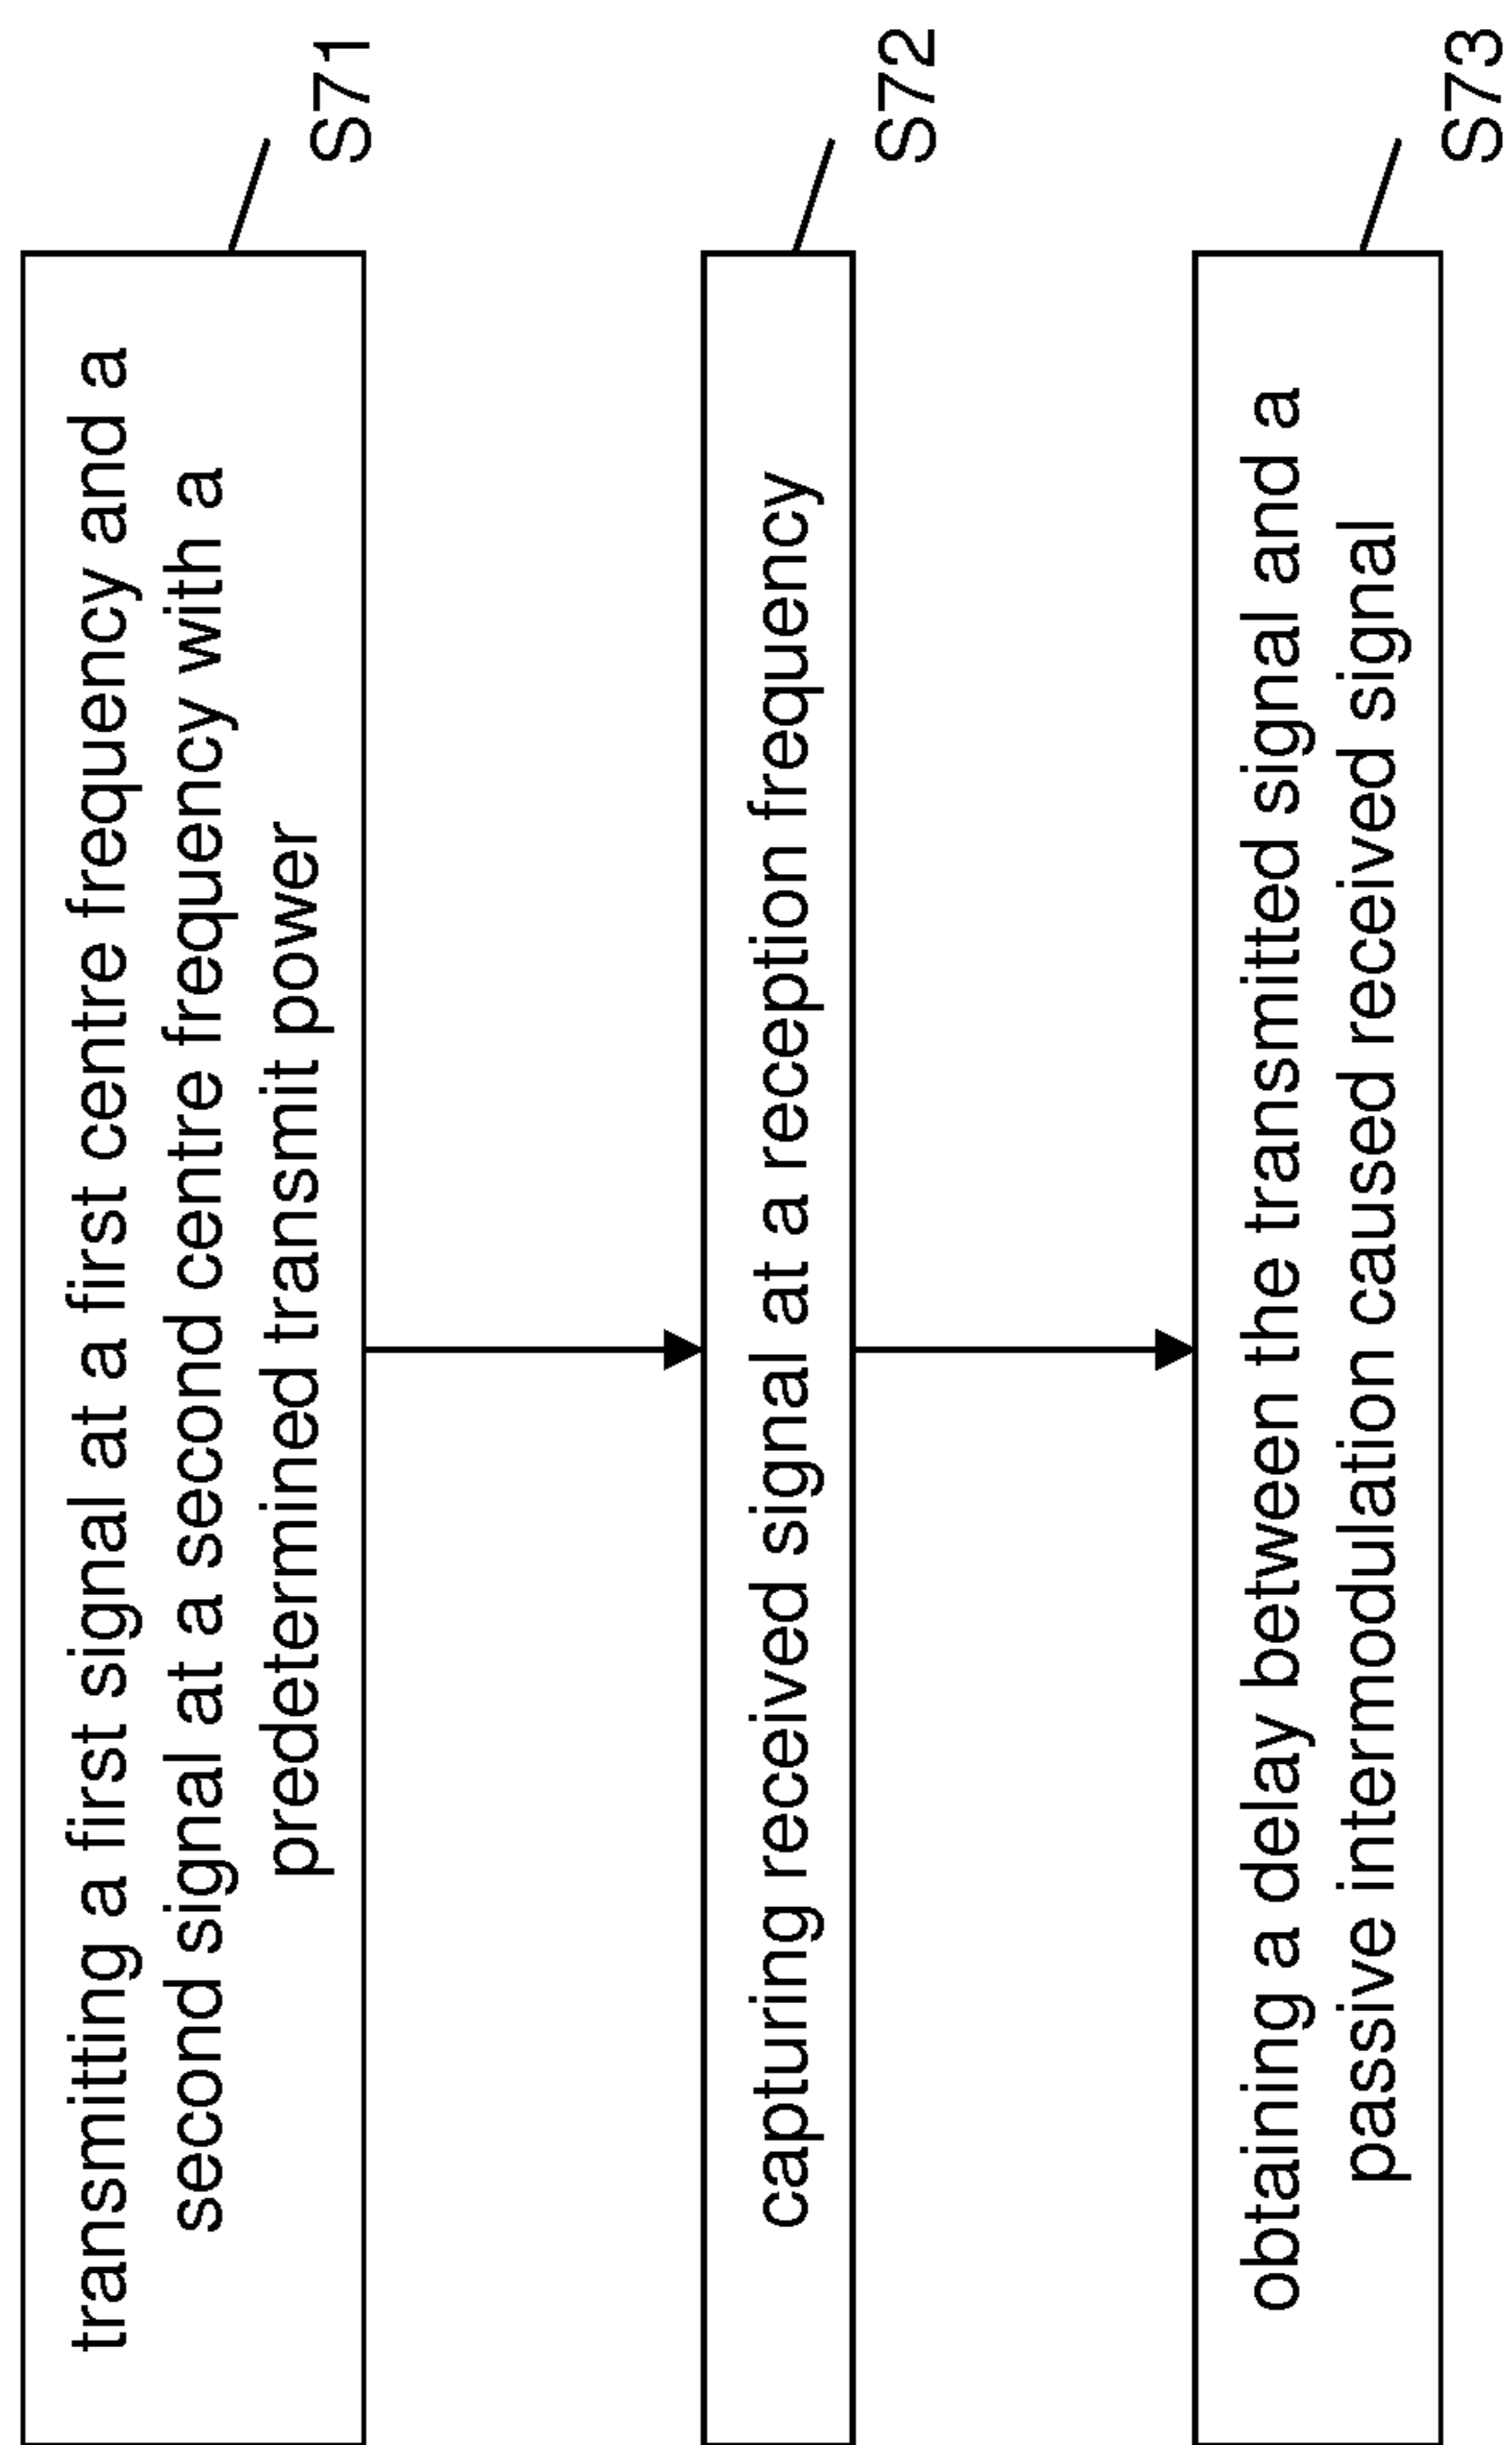 transmitting a first signal at a first centre frequency and a
second signal at a second centre frequency with a
predetermined transmit power
S71
capturing received signal at a reception frequency
S72
obtaining a delay between the transmitted signal and a
passive intermodulation caused received signal
S73